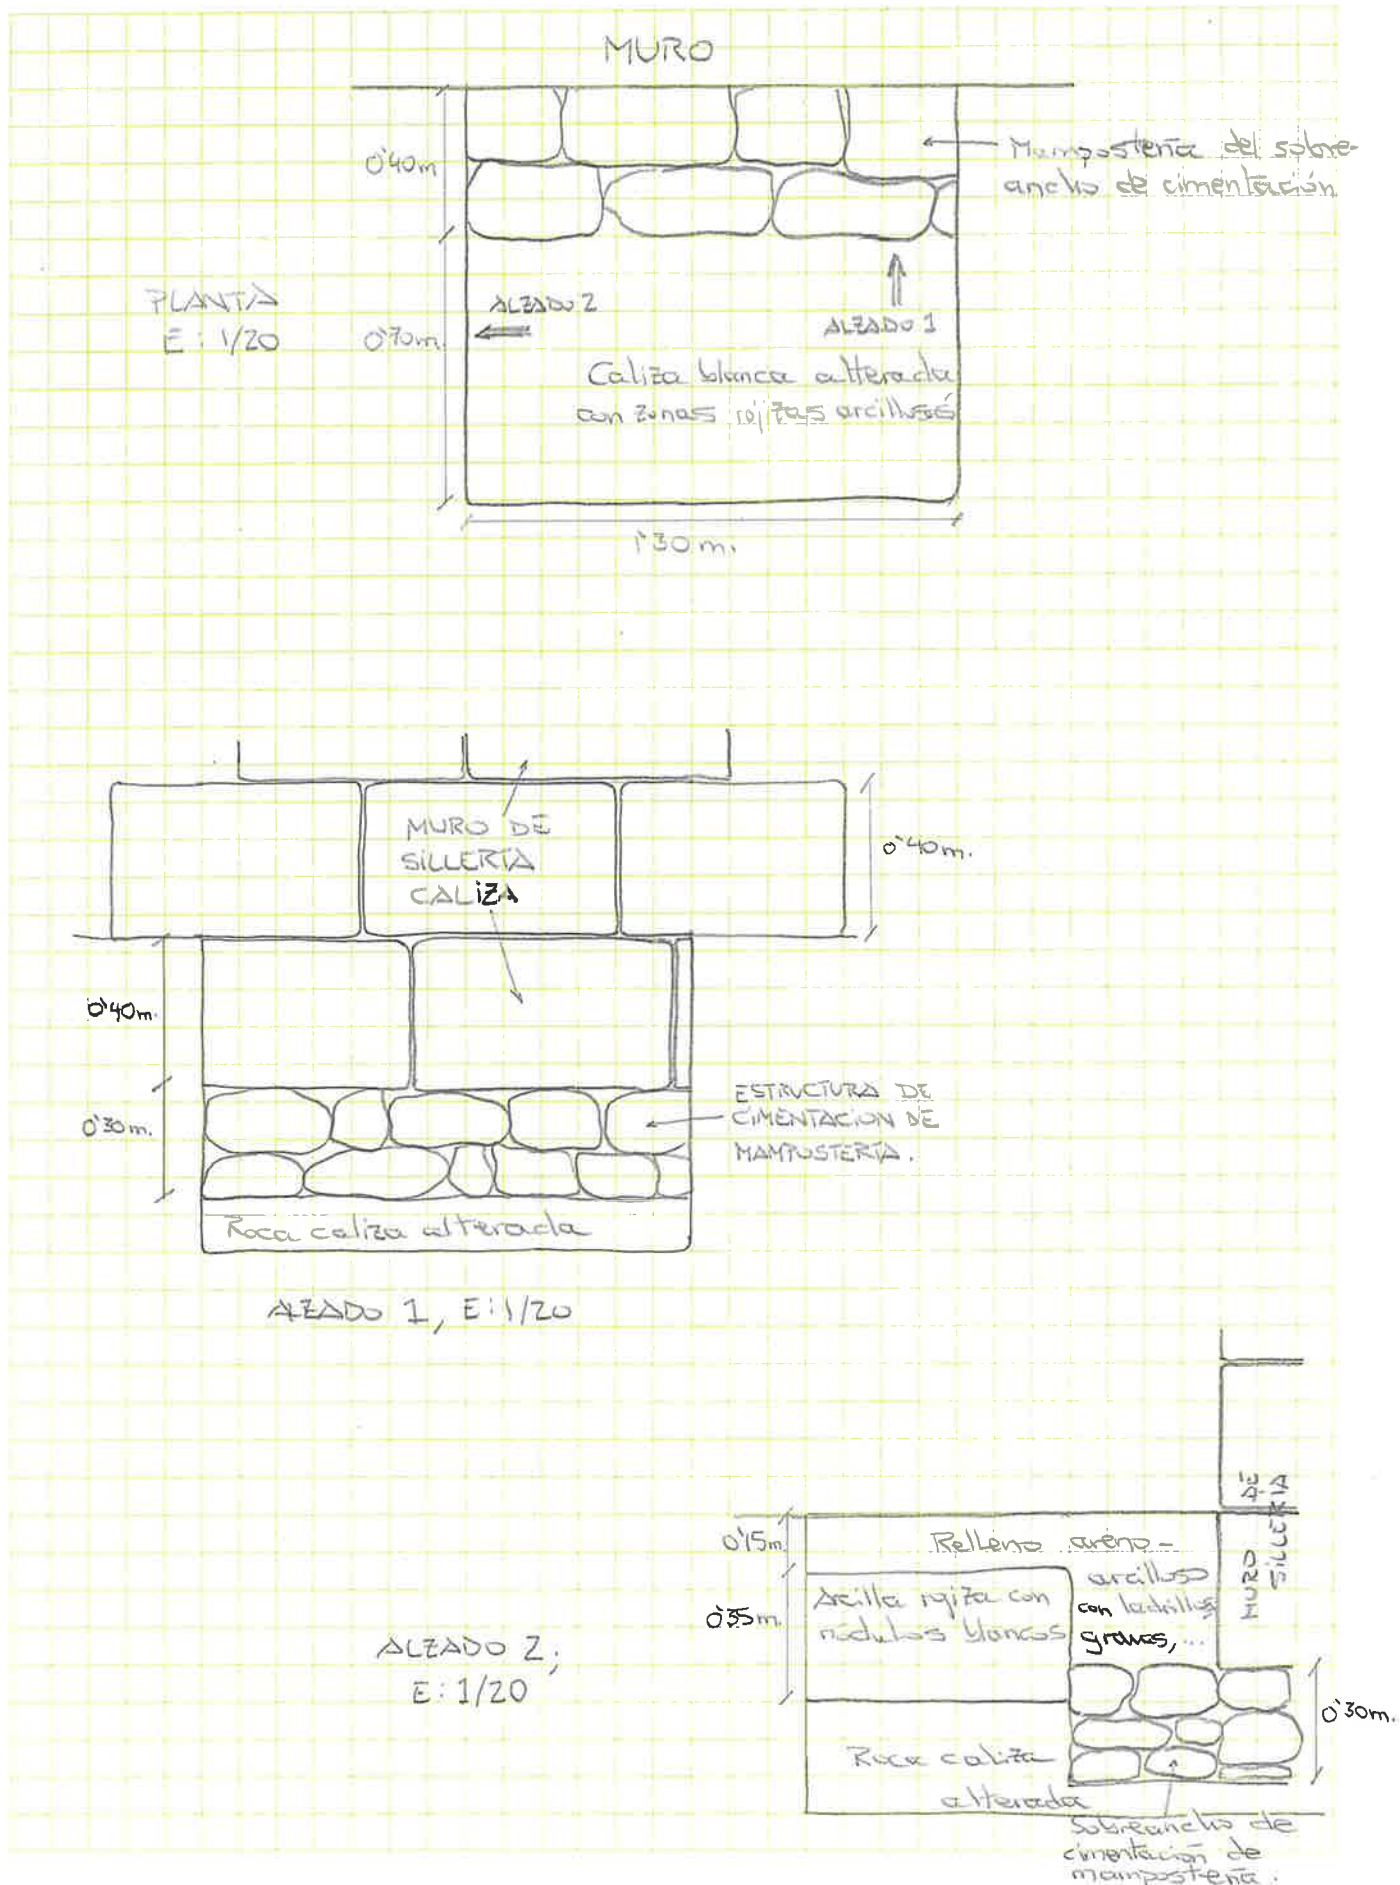 MURO
0'40m
Mampostería del sobre-
ancho de cimentación
PLANTA
E: 1/20
0'70m.
ALZADO 2
ALZADO 1
Caliza blanca alterada
con zonas rojizas arcillosas
1'30 m.
MURO DE
SILLERÍA
CALIZA
0'40m.
0'40m.
0'30m.
ESTRUCTURA DE
CIMENTACION DE
MAMPOSTERÍA.
Roca caliza alterada
ALZADO 1, E:1/20
0'15m.
Relleno areno-
arcilloso
con ladrillos,
gravas,...
MURO DE
SILLERÍA
Arcilla rojiza con
nódulos blancos
0'35m.
ALZADO 2;
E: 1/20
0'30m.
Roca caliza
alterada
Sobreancho de
cimentación de
mampostería.